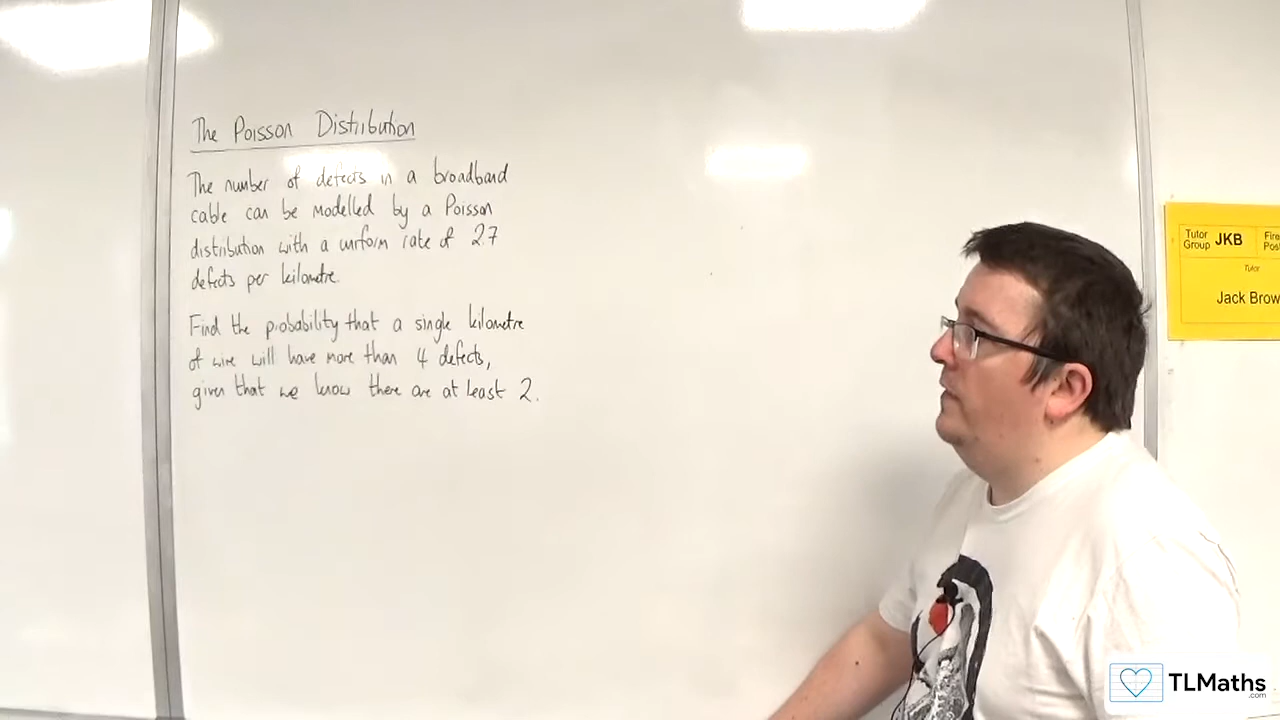 The Poisson Distribution
The number of defects in a broadband
cable can be modelled by a Poisson
distribution with a uniform rate of 2.7
defects per kilometre.
Find the probability that a single kilometre
of wire will have more than 4 defects,
given that we know there are at least 2.
Tutor Group JKB
Fire
Tutor
Jack Brow
TLMaths
.com